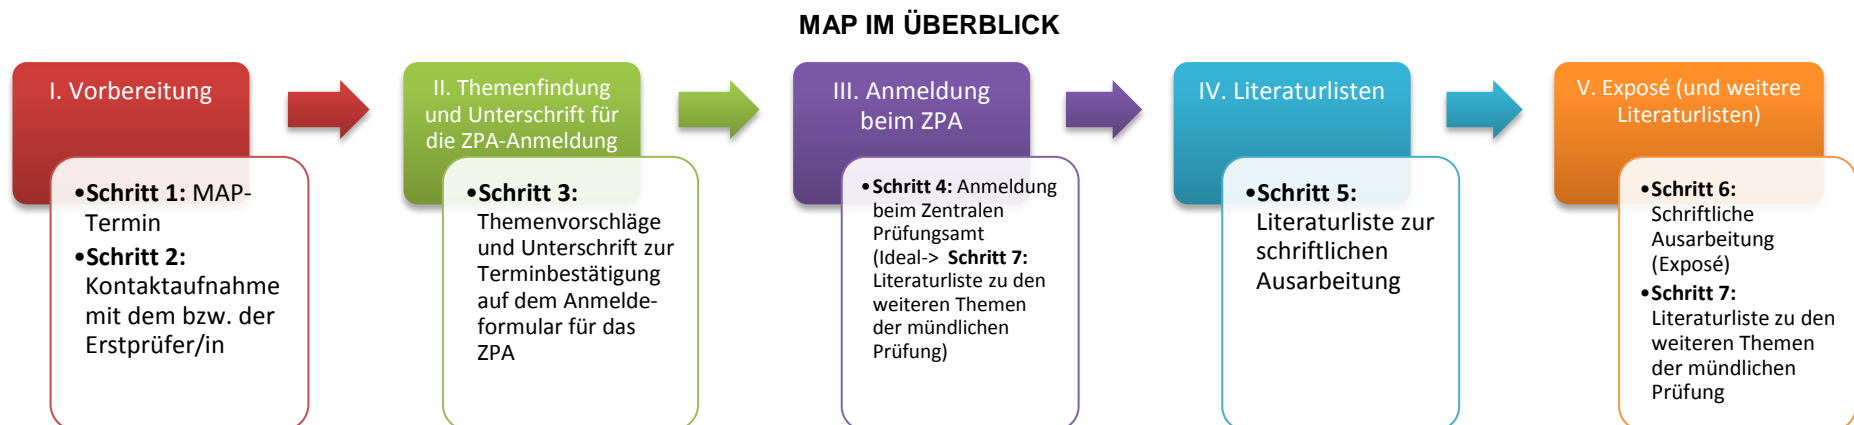 MAP IM ÜBERBLICK
I. Vorbereitung
•Schritt 1: MAP-
Termin
•Schritt 2:
Kontaktaufnahme
mit dem bzw. der
Erstprüfer/in
II. Themenfindung
und Unterschrift für
die ZPA-Anmeldung
•Schritt 3:
Themenvorschläge
und Unterschrift zur
Terminbestätigung
auf dem Anmelde-
formular für das
ZPA
III. Anmeldung
beim ZPA
•Schritt 4: Anmeldung
beim Zentralen
Prüfungsamt
(Ideal-> Schritt 7:
Literaturliste zu den
weiteren Themen
der mündlichen
Prüfung)
IV. Literaturlisten
•Schritt 5:
Literaturliste zur
schriftlichen
Ausarbeitung
V. Exposé (und weitere
Literaturlisten)
•Schritt 6:
Schriftliche
Ausarbeitung
(Exposé)
•Schritt 7:
Literaturliste zu den
weiteren Themen
der mündlichen
Prüfung